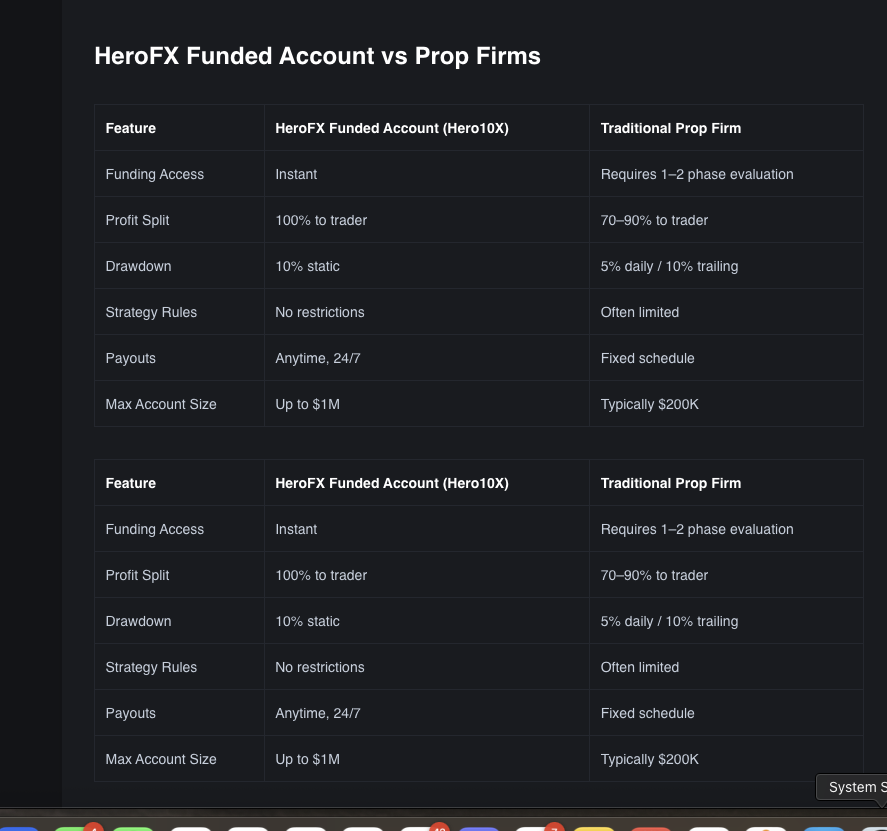 HeroFX Funded Account vs Prop Firms
Feature HeroFX Funded Account (Hero10X) Traditional Prop Firm
Funding Access Instant Requires 1–2 phase evaluation
Profit Split 100% to trader 70–90% to trader
Drawdown 10% static 5% daily / 10% trailing
Strategy Rules No restrictions Often limited
Payouts Anytime, 24/7 Fixed schedule
Max Account Size Up to $1M Typically $200K
Feature HeroFX Funded Account (Hero10X) Traditional Prop Firm
Funding Access Instant Requires 1–2 phase evaluation
Profit Split 100% to trader 70–90% to trader
Drawdown 10% static 5% daily / 10% trailing
Strategy Rules No restrictions Often limited
Payouts Anytime, 24/7 Fixed schedule
Max Account Size Up to $1M Typically $200K
System S